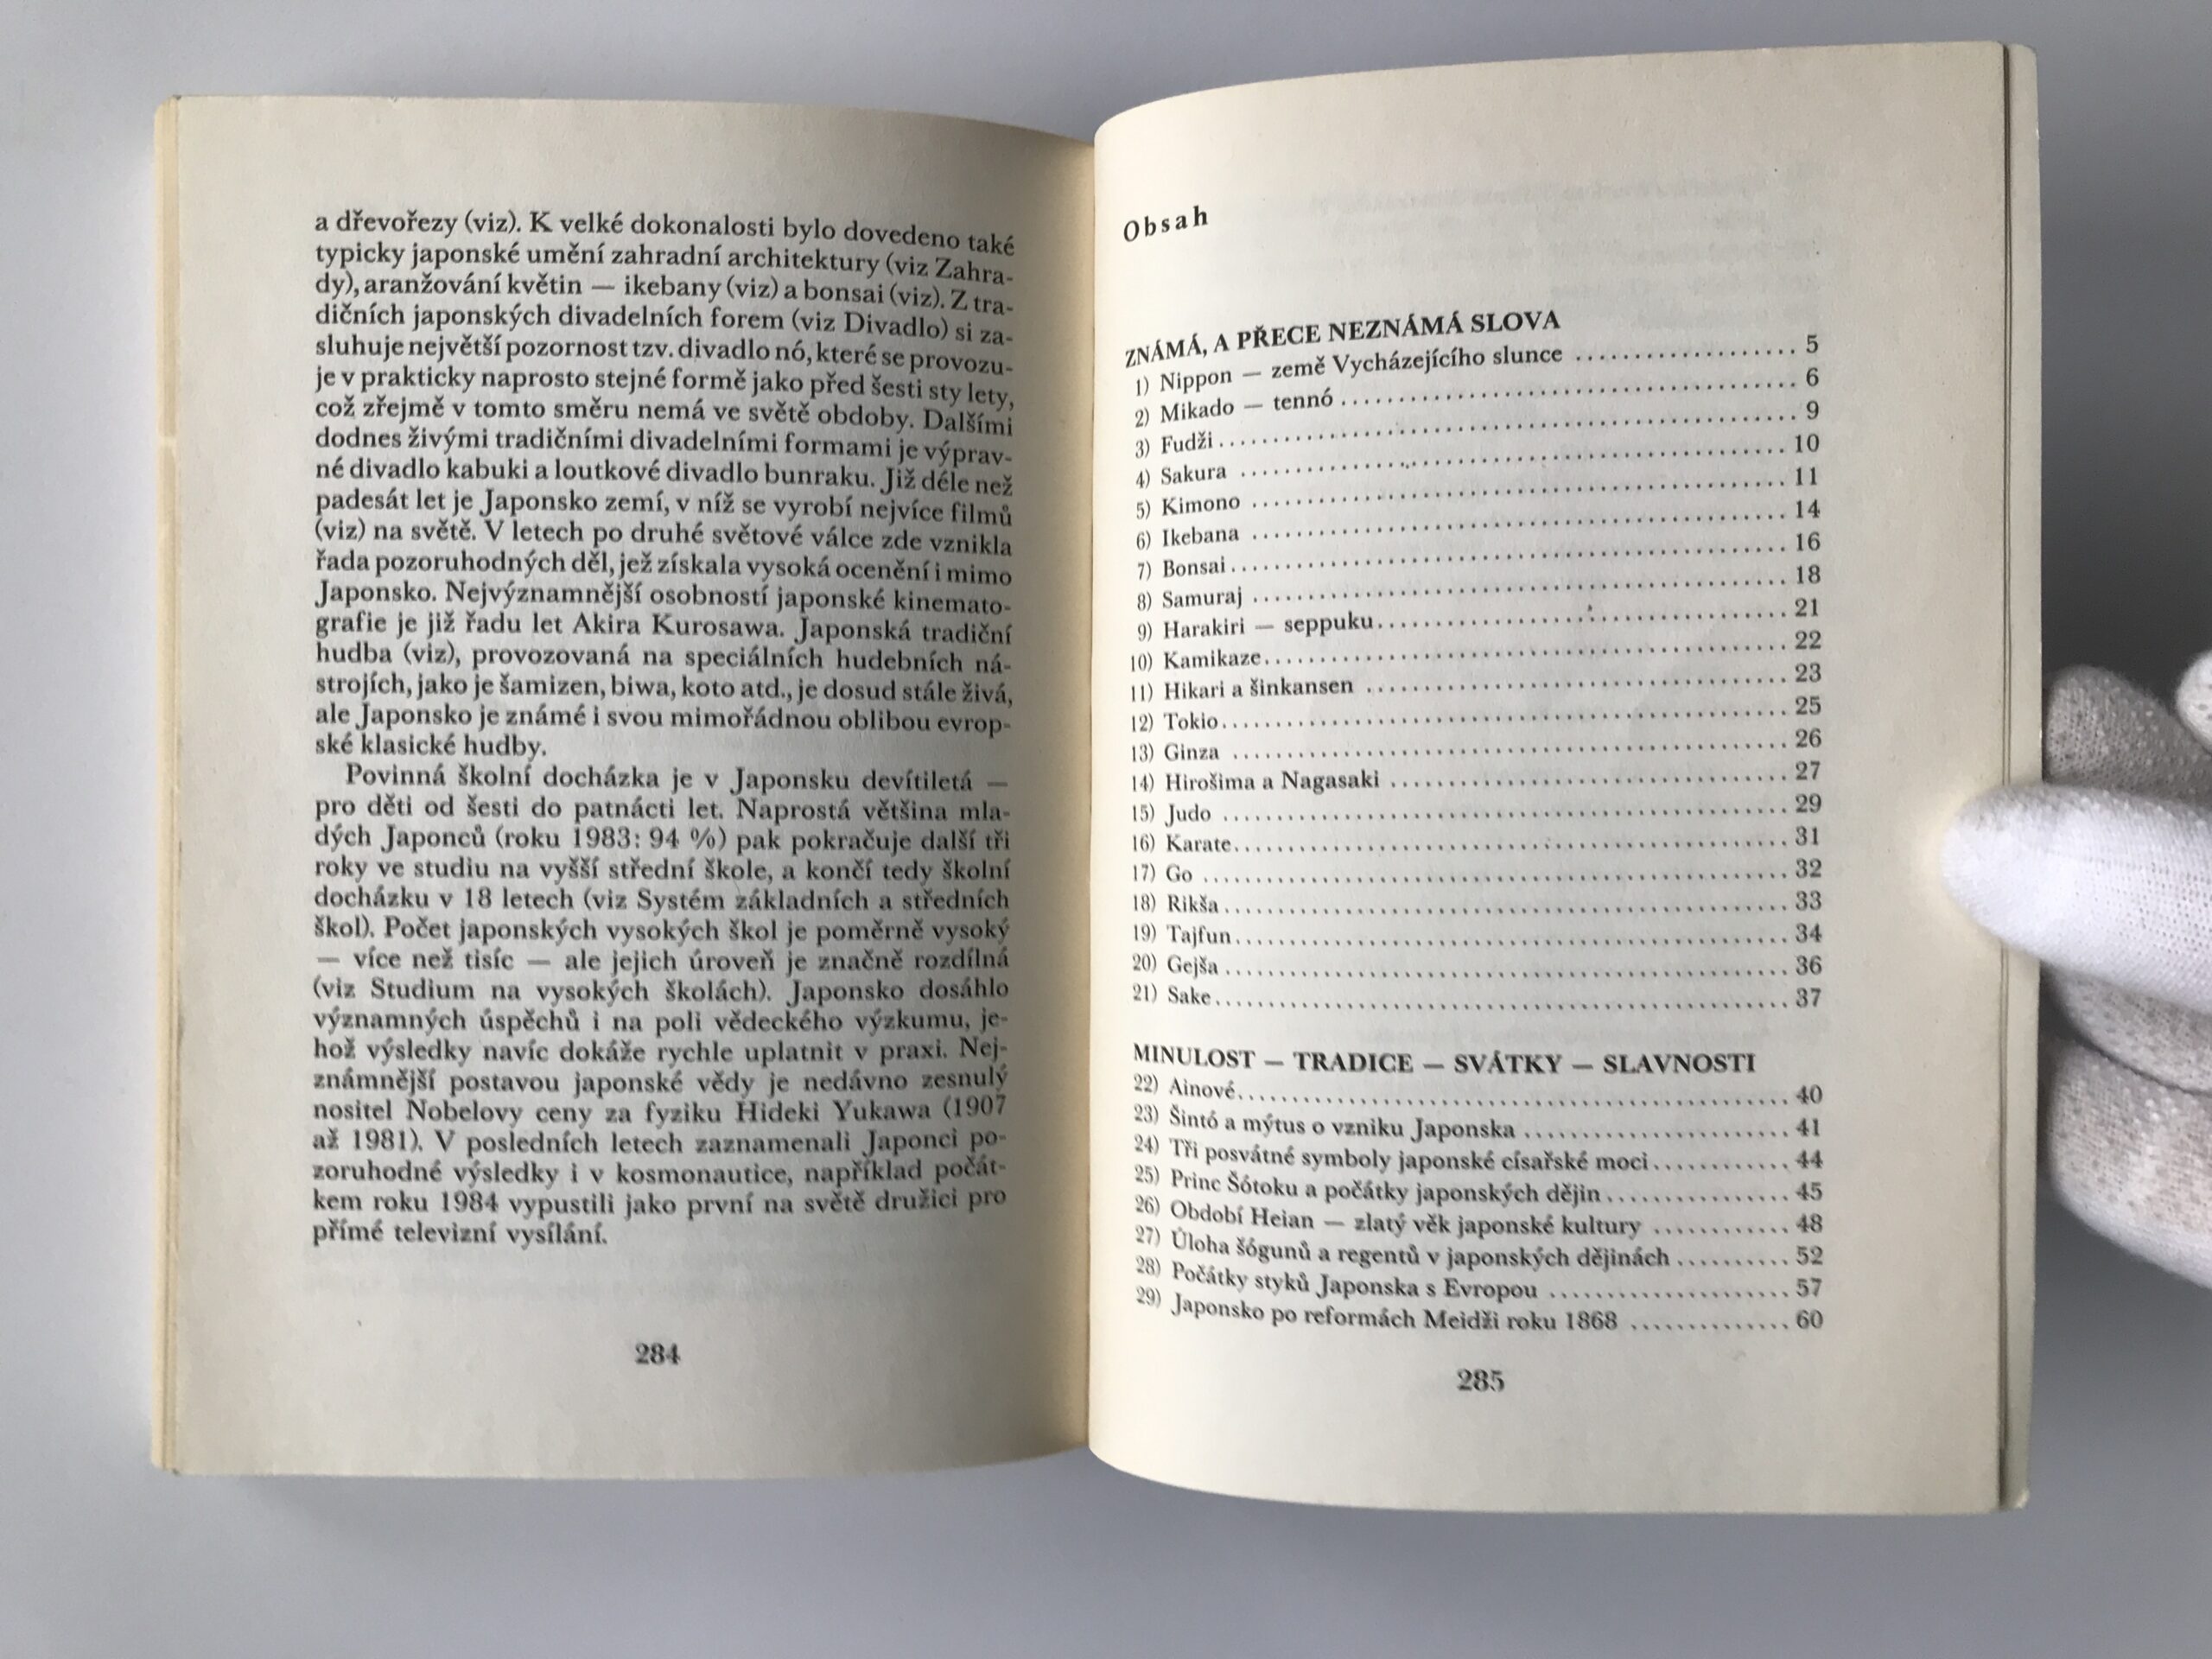 a dřevořezy (viz). K velké dokonalosti bylo dovedeno také
typicky japonské umění zahradní architektury (viz Zahra-
dy), aranžování květin — ikebany (viz) a bonsai (viz). Z tra-
dičních japonských divadelních forem (viz Divadlo) si za-
sluhuje největší pozornost tzv. divadlo nó, které se provozu-
je v prakticky naprosto stejné formě jako před šesti sty lety,
což zřejmě v tomto směru nemá ve světě obdoby. Dalšími
dodnes živými tradičními divadelními formami je výprav-
né divadlo kabuki a loutkové divadlo bunraku. Již déle než
padesát let je Japonsko zemí, v níž se vyrobí nejvíce filmů
(viz) na světě. V letech po druhé světové válce zde vznikla
řada pozoruhodných děl, jež získala vysoká ocenění i mimo
Japonsko. Nejvýznamnější osobností japonské kinemato-
grafie je již řadu let Akira Kurosawa. Japonská tradiční
hudba (viz), provozovaná na speciálních hudebních ná-
strojích, jako je šamizen, biwa, koto atd., je dosud stále živá,
ale Japonsko je známé i svou mimořádnou oblibou evrop-
ské klasické hudby.
Povinná školní docházka je v Japonsku devítiletá —
pro děti od šesti do patnácti let. Naprostá většina mla-
dých Japonců (roku 1983: 94 %) pak pokračuje další tři
roky ve studiu na vyšší střední škole, a končí tedy školní
docházku v 18 letech (viz Systém základních a středních
škol). Počet japonských vysokých škol je poměrně vysoký
— více než tisíc — ale jejich úroveň je značně rozdílná
(viz Studium na vysokých školách). Japonsko dosáhlo
významných úspěchů i na poli vědeckého výzkumu, je-
hož výsledky navíc dokáže rychle uplatnit v praxi. Nej-
známnější postavou japonské vědy je nedávno zesnulý
nositel Nobelovy ceny za fyziku Hideki Yukawa (1907
až 1981). V posledních letech zaznamenali Japonci po-
zoruhodné výsledky i v kosmonautice, například počát-
kem roku 1984 vypustili jako první na světě družici pro
přímé televizní vysílání.
284
Obsah
ZNÁMÁ, A PŘECE NEZNÁMÁ SLOVA
1) Nippon — země Vycházejícího slunce .................. 5
2) Mikado — tennó .................. 6
3) Fudži .................. 9
4) Sakura .................. 10
5) Kimono .................. 11
6) Ikebana .................. 14
7) Bonsai .................. 16
8) Samuraj .................. 18
9) Harakiri — seppuku .................. 21
10) Kamikaze .................. 22
11) Hikari a šinkansen .................. 23
12) Tokio .................. 25
13) Ginza .................. 26
14) Hirošima a Nagasaki .................. 27
15) Judo .................. 29
16) Karate .................. 31
17) Go .................. 32
18) Rikša .................. 33
19) Tajfun .................. 34
20) Gejša .................. 36
21) Sake .................. 37
MINULOST — TRADICE — SVÁTKY — SLAVNOSTI
22) Ainové .................. 40
23) Šintó a mýtus o vzniku Japonska .................. 41
24) Tři posvátné symboly japonské císařské moci ............ 44
25) Princ Šótoku a počátky japonských dějin ................ 45
26) Období Heian — zlatý věk japonské kultury ............ 48
27) Úloha šógunů a regentů v japonských dějinách .......... 52
28) Počátky styků Japonska s Evropou .................. 57
29) Japonsko po reformách Meidži roku 1868 .............. 60
285